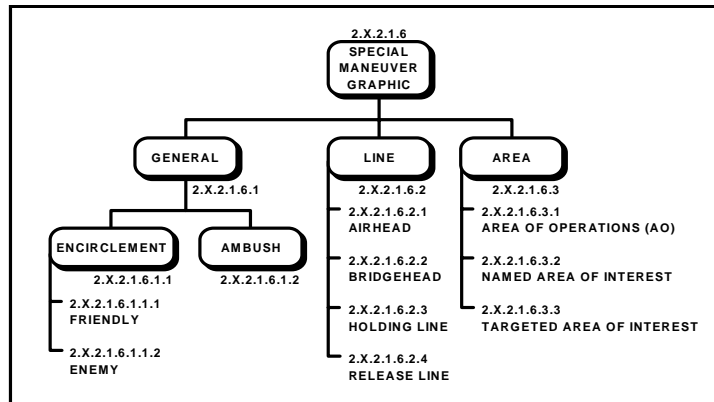 2.X.2.1.6
SPECIAL
MANEUVER
GRAPHIC
GENERAL
2.X.2.1.6.1
LINE
2.X.2.1.6.2
AREA
2.X.2.1.6.3
ENCIRCLEMENT
2.X.2.1.6.1.1
AMBUSH
2.X.2.1.6.1.2
2.X.2.1.6.1.1.1
FRIENDLY
2.X.2.1.6.1.1.2
ENEMY
2.X.2.1.6.2.1
AIRHEAD
2.X.2.1.6.2.2
BRIDGEHEAD
2.X.2.1.6.2.3
HOLDING LINE
2.X.2.1.6.2.4
RELEASE LINE
2.X.2.1.6.3.1
AREA OF OPERATIONS (AO)
2.X.2.1.6.3.2
NAMED AREA OF INTEREST
2.X.2.1.6.3.3
TARGETED AREA OF INTEREST